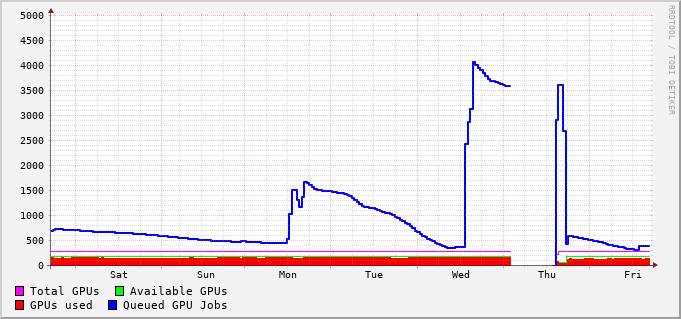 5000
4500
4000
3500
3000
2500
2000
1500
1000
500
0
Sat Sun Mon Tue Wed Thu Fri
Total GPUs Available GPUs
GPUs used Queued GPU Jobs
RRDTOOL / TOBI OETIKER